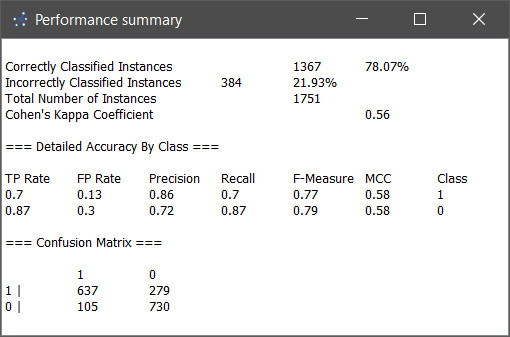 Performance summary
Correctly Classified Instances 1367 78.07%
Incorrectly Classified Instances 384 21.93%
Total Number of Instances 1751
Cohen's Kappa Coefficient 0.56
=== Detailed Accuracy By Class ===
TP Rate FP Rate Precision Recall F-Measure MCC Class
0.7 0.13 0.86 0.7 0.77 0.58 1
0.87 0.3 0.72 0.87 0.79 0.58 0
=== Confusion Matrix ===
1 0
1 | 637 279
0 | 105 730